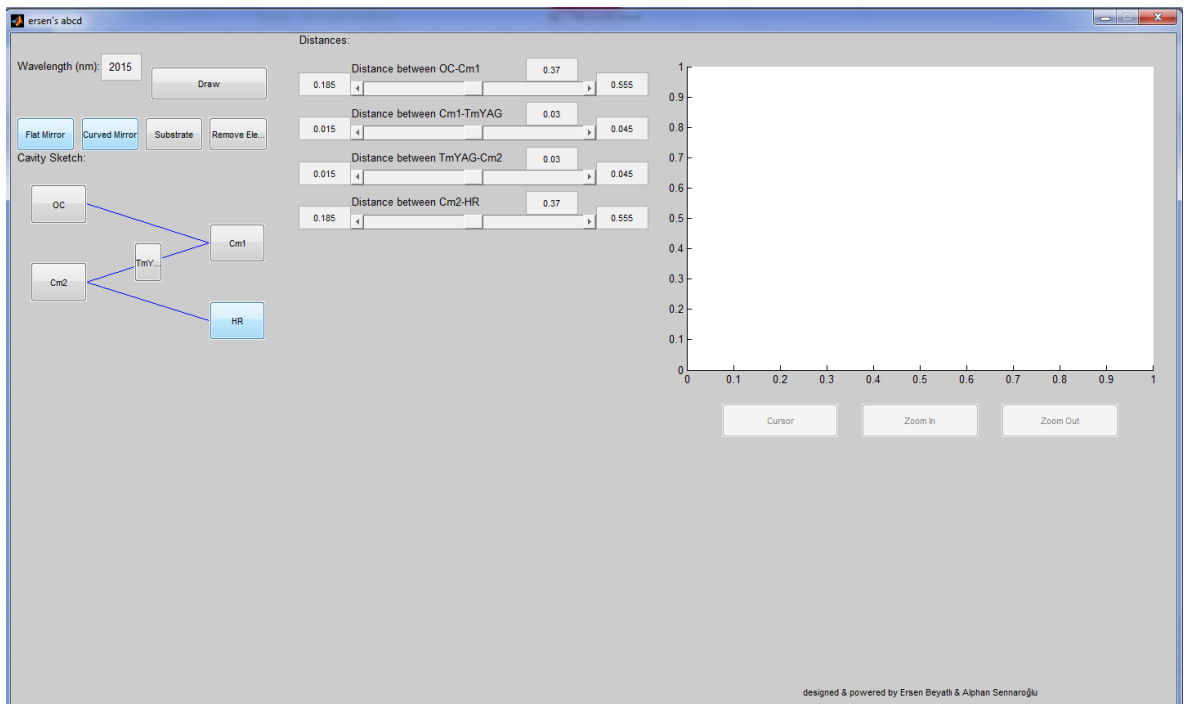 ersen's abcd
Distances:
Wavelength (nm): 2015
Draw
Flat Mirror Curved Mirror Substrate Remove Ele...
Cavity Sketch:
OC
Cm1
TmY...
Cm2
HR
Distance between OC-Cm1 0.37
0.185 0.555
Distance between Cm1-TmYAG 0.03
0.015 0.045
Distance between TmYAG-Cm2 0.03
0.015 0.045
Distance between Cm2-HR 0.37
0.185 0.555
1
0.9
0.8
0.7
0.6
0.5
0.4
0.3
0.2
0.1
0
0 0.1 0.2 0.3 0.4 0.5 0.6 0.7 0.8 0.9 1
Cursor Zoom In Zoom Out
designed & powered by Ersen Beyatlı & Alphan Sennaroğlu